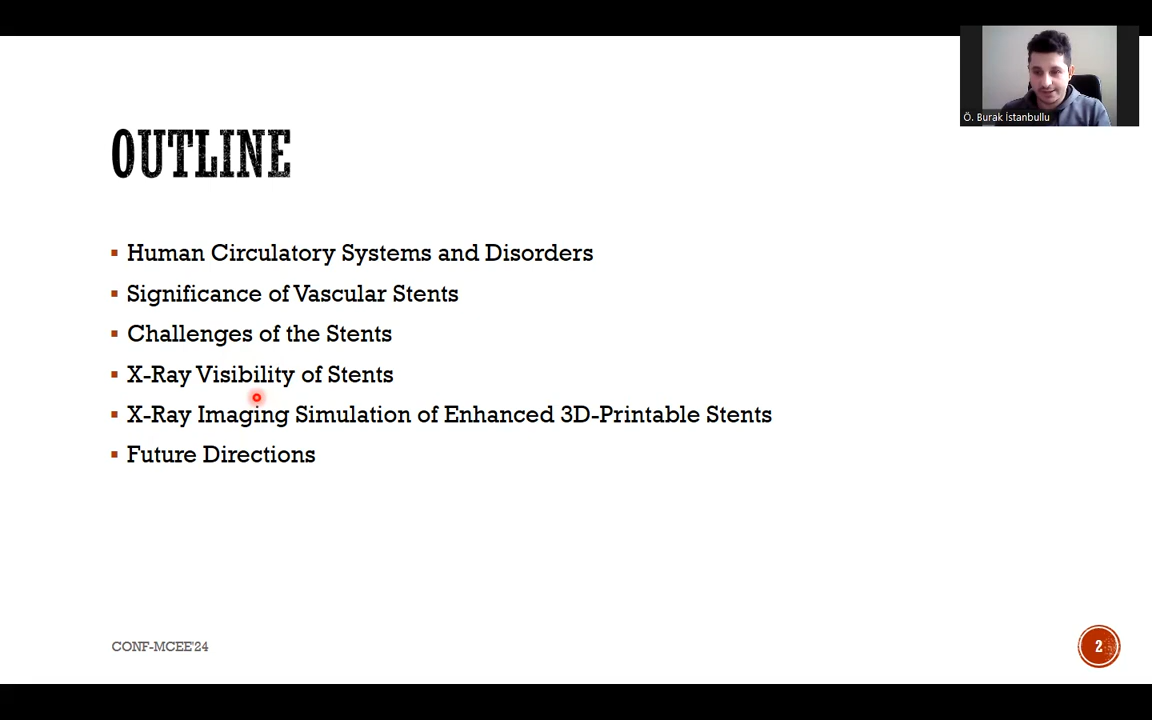 Ö. Burak İstanbullu
OUTLINE
▪ Human Circulatory Systems and Disorders
▪ Significance of Vascular Stents
▪ Challenges of the Stents
▪ X-Ray Visibility of Stents
▪ X-Ray Imaging Simulation of Enhanced 3D-Printable Stents
▪ Future Directions
CONF-MCEE'24
2